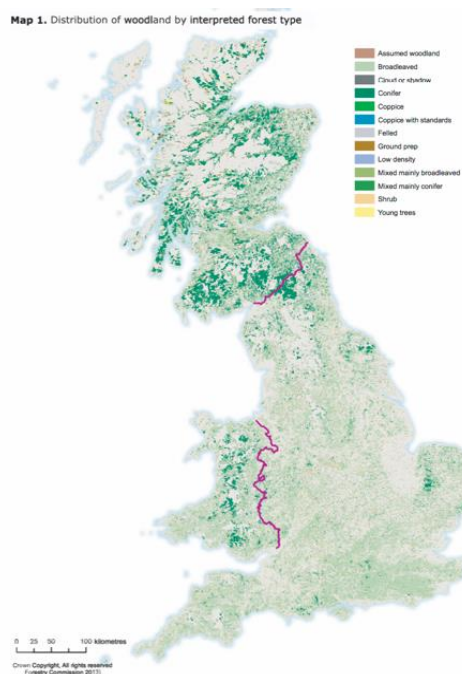 Map 1. Distribution of woodland by interpreted forest type
Assumed woodland
Broadleaved
Cloud or shadow
Conifer
Coppice
Coppice with standards
Felled
Ground prep
Low density
Mixed mainly broadleaved
Mixed mainly conifer
Shrub
Young trees
0 25 50 100 kilometres
Crown Copyright, All rights reserved
Forestry Commission